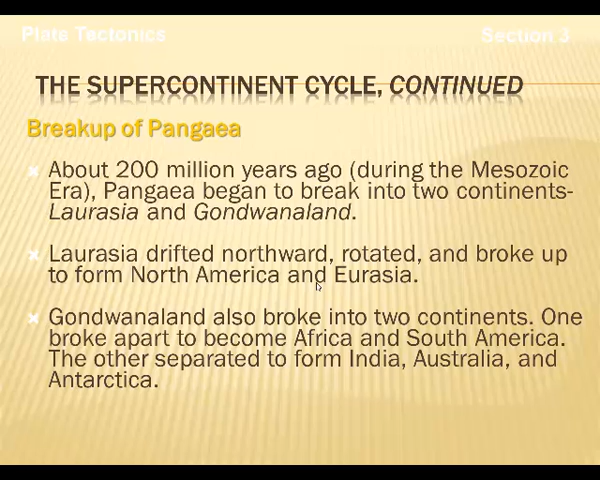 Plate Tectonics Section 3
THE SUPERCONTINENT CYCLE, CONTINUED
Breakup of Pangaea
About 200 million years ago (during the Mesozoic
Era), Pangaea began to break into two continents-
Laurasia and Gondwanaland.
Laurasia drifted northward, rotated, and broke up
to form North America and Eurasia.
Gondwanaland also broke into two continents. One
broke apart to become Africa and South America.
The other separated to form India, Australia, and
Antarctica.